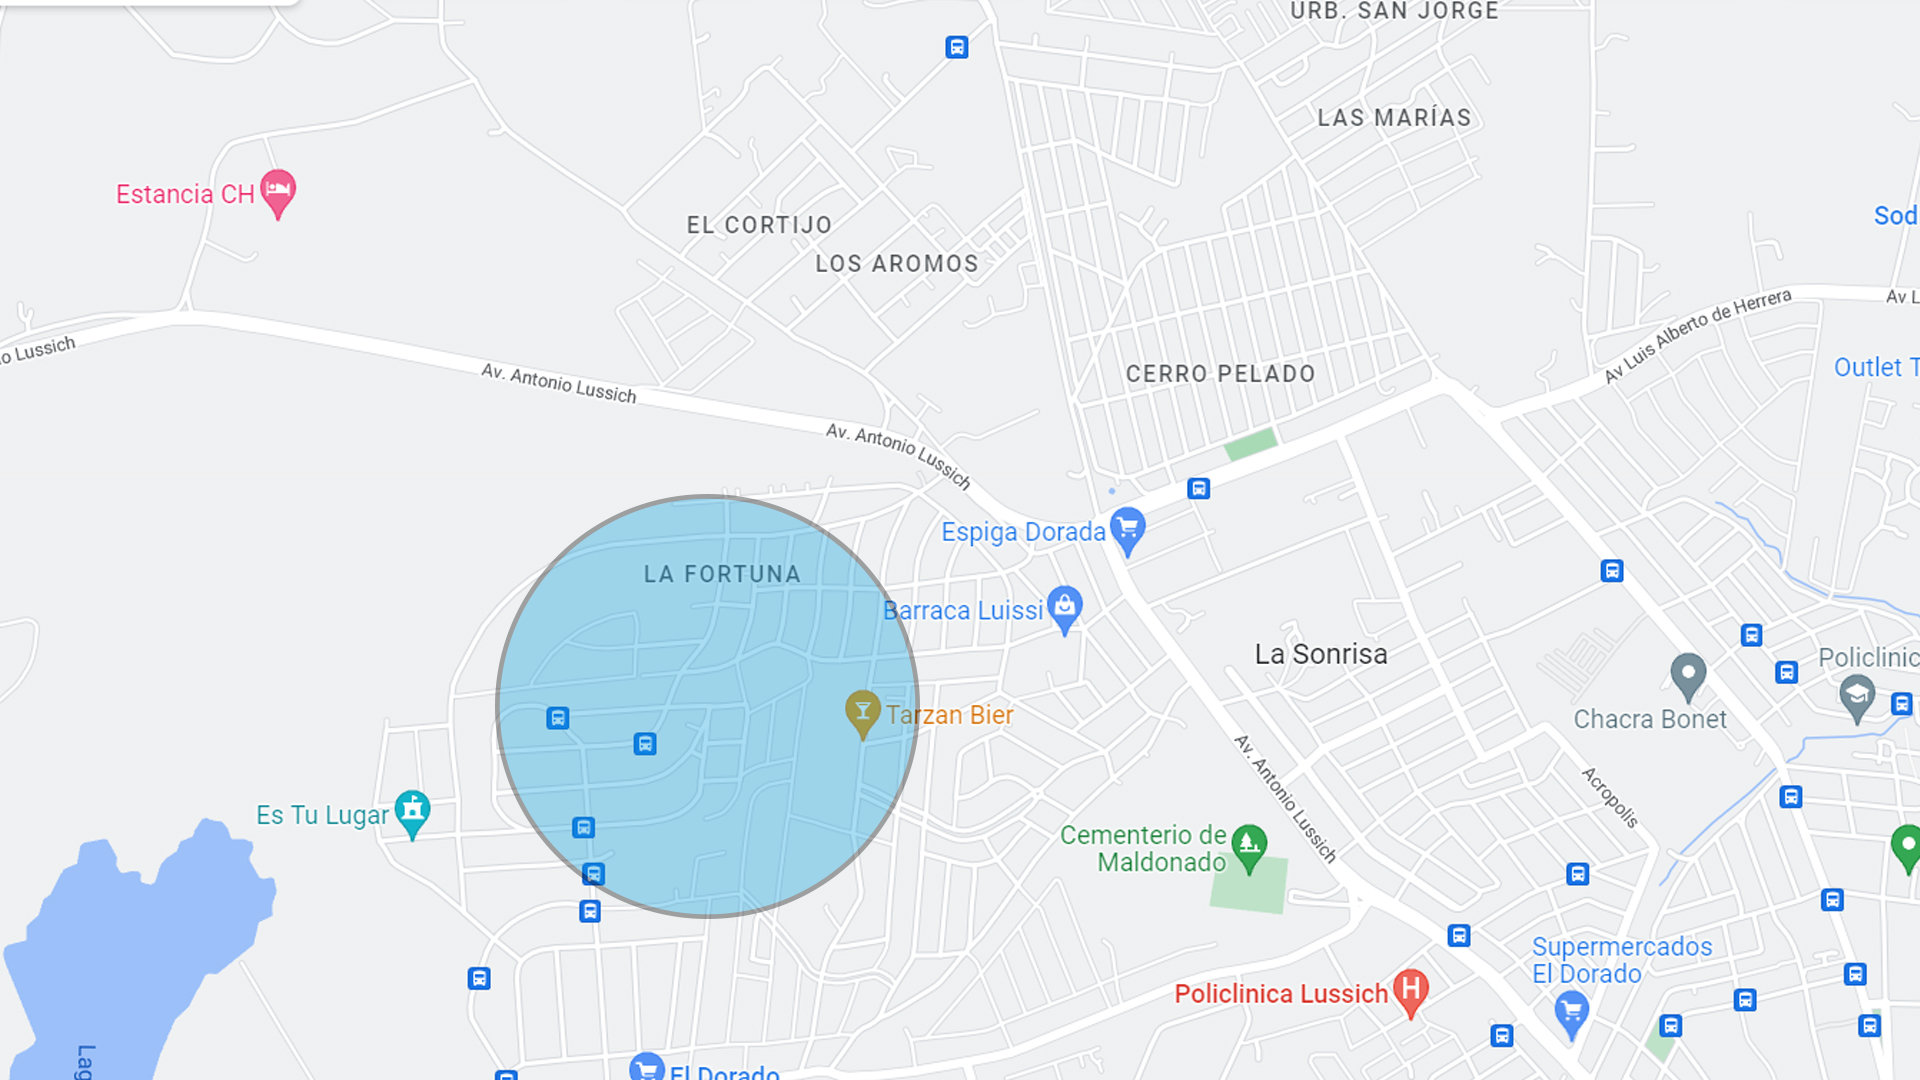 URB. SAN JORGE
LAS MARÍAS
Estancia CH
Sod
EL CORTIJO
LOS AROMOS
Av L
Av Luis Alberto de Herrera
o Lussich
Av. Antonio Lussich
CERRO PELADO
Outlet T
Av. Antonio Lussich
Espiga Dorada
LA FORTUNA
Barraca Luissi
La Sonrisa
Policlinic
Tarzan Bier
Chacra Bonet
Av. Antonio Lussich
Acropolis
Es Tu Lugar
Cementerio de
Maldonado
Supermercados
El Dorado
Policlinica Lussich
H
Lag
El Dorado